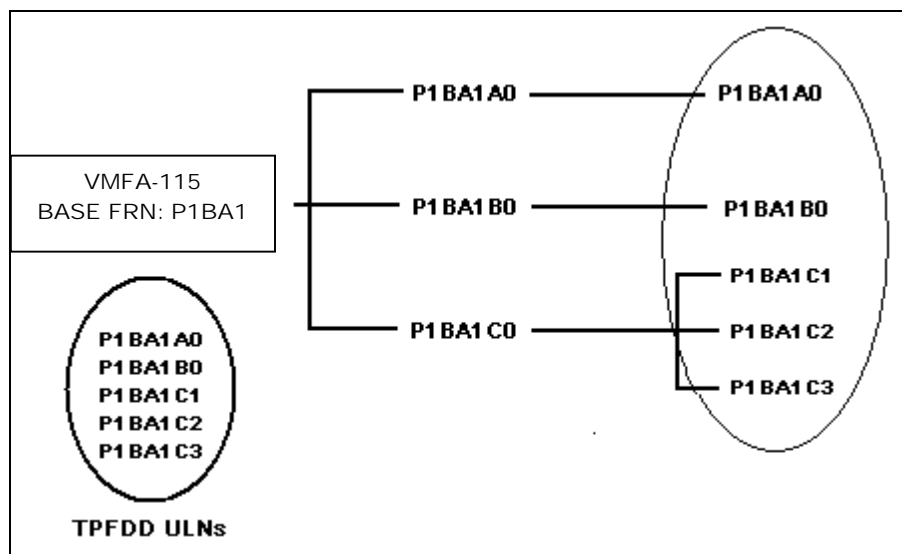 VMFA-115
BASE FRN: P1BA1
P1BA1A0
P1BA1B0
P1BA1C0
P1BA1A0
P1BA1B0
P1BA1C1
P1BA1C2
P1BA1C3
P1BA1A0
P1BA1B0
P1BA1C1
P1BA1C2
P1BA1C3
TPFDD ULNs